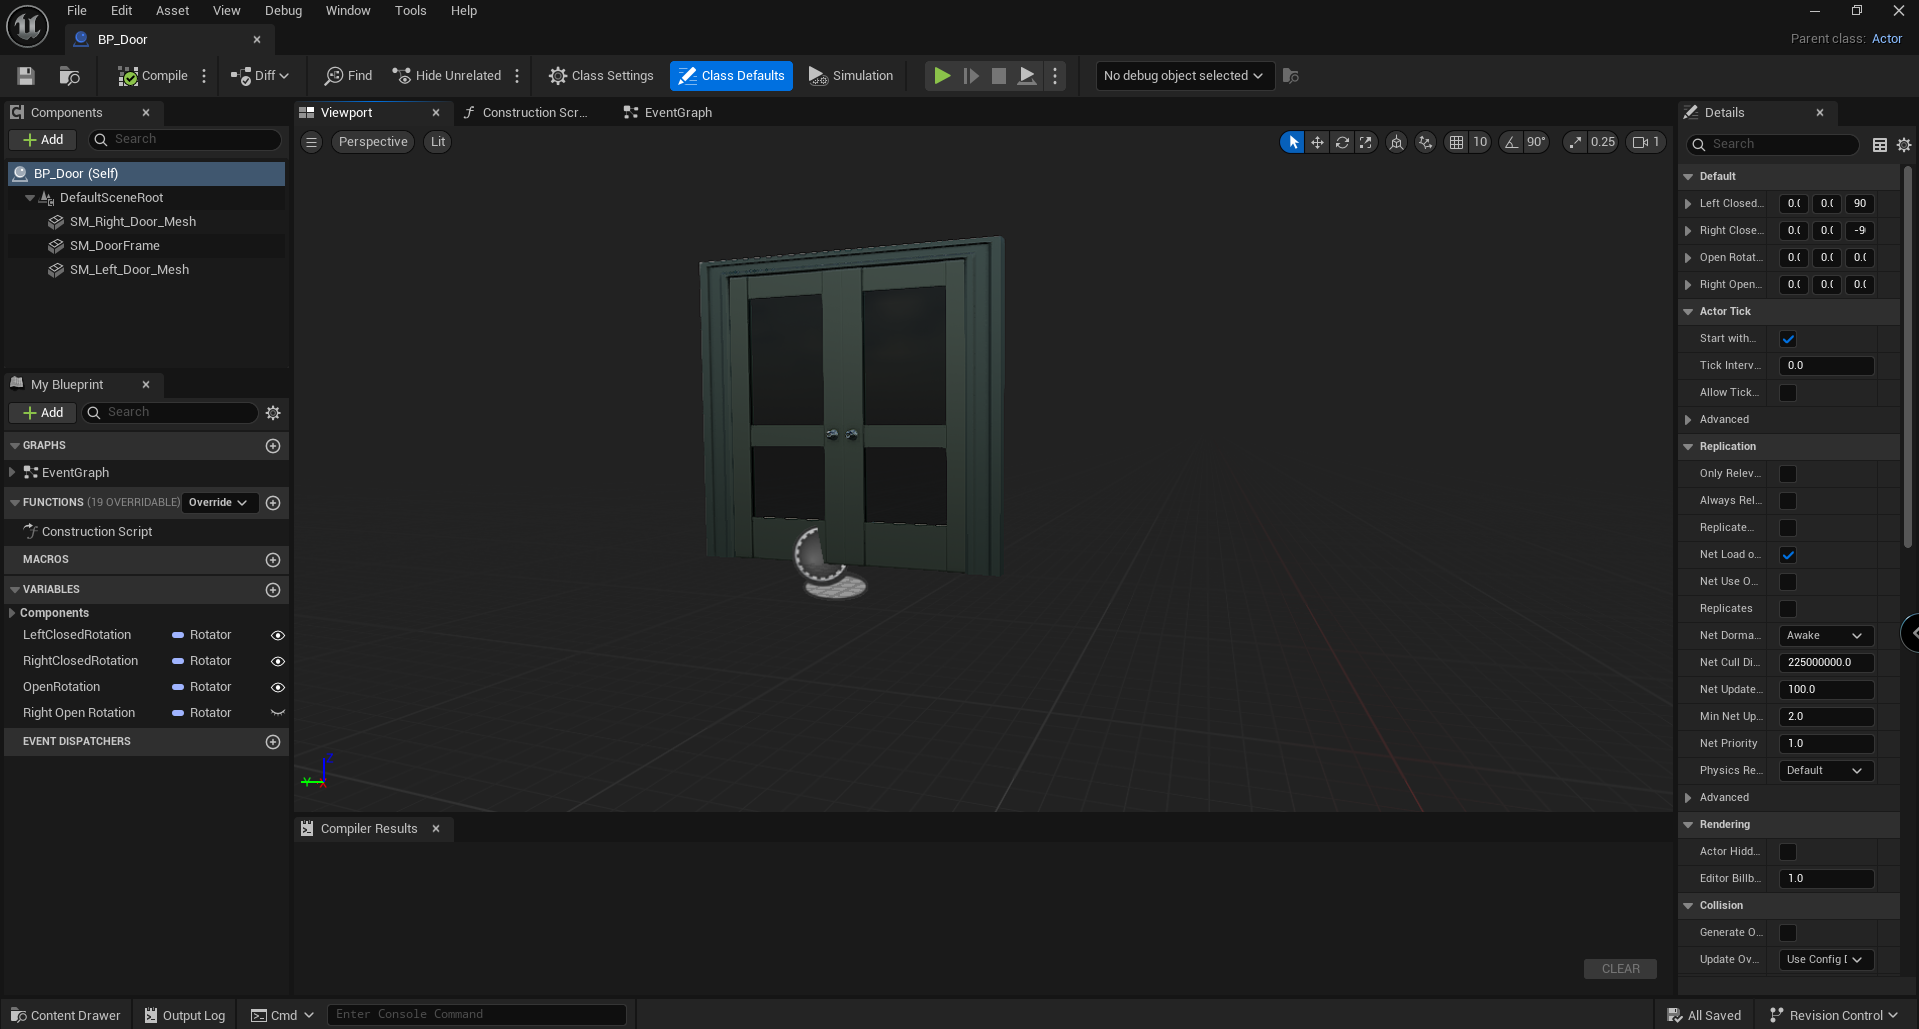 File Edit Asset View Debug Window Tools Help
BP_Door
Parent class: Actor
Compile Diff Find Hide Unrelated Class Settings Class Defaults Simulation No debug object selected
Components
Add Search
BP_Door (Self)
DefaultSceneRoot
SM_Right_Door_Mesh
SM_DoorFrame
SM_Left_Door_Mesh
My Blueprint
Add Search
GRAPHS
EventGraph
FUNCTIONS (19 OVERRIDABLE) Override
Construction Script
MACROS
VARIABLES
Components
LeftClosedRotation Rotator
RightClosedRotation Rotator
OpenRotation Rotator
Right Open Rotation Rotator
EVENT DISPATCHERS
Viewport Construction Scr... EventGraph
Perspective Lit 10 90° 0.25 1
Z
Y
X
Compiler Results
CLEAR
Details
Search
Default
Left Closed... 0.( 0.( 90
Right Close... 0.( 0.( -9
Open Rotat... 0.( 0.( 0.(
Right Open... 0.( 0.( 0.(
Actor Tick
Start with...
Tick Interv... 0.0
Allow Tick...
Advanced
Replication
Only Relev...
Always Rel...
Replicate...
Net Load o...
Net Use O...
Replicates
Net Dorma... Awake
Net Cull Di... 225000000.0
Net Update... 100.0
Min Net Up... 2.0
Net Priority 1.0
Physics Re... Default
Advanced
Rendering
Actor Hidd...
Editor Billb... 1.0
Collision
Generate O...
Update Ov... Use Config
Content Drawer Output Log Cmd Enter Console Command All Saved Revision Control